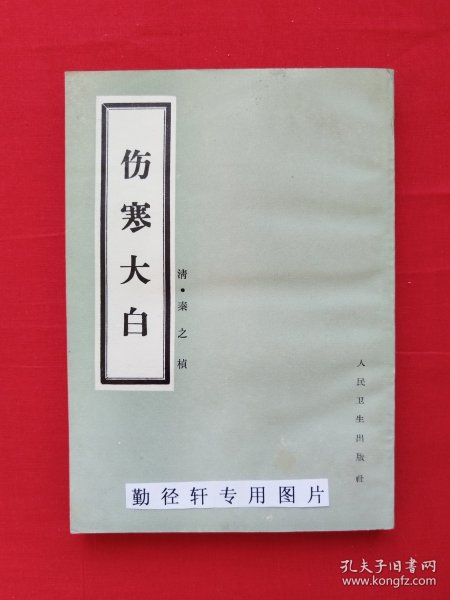 伤寒大白
清·秦之桢
人民卫生出版社
勤径轩专用图片
孔夫子旧书网
www.kongfz.com